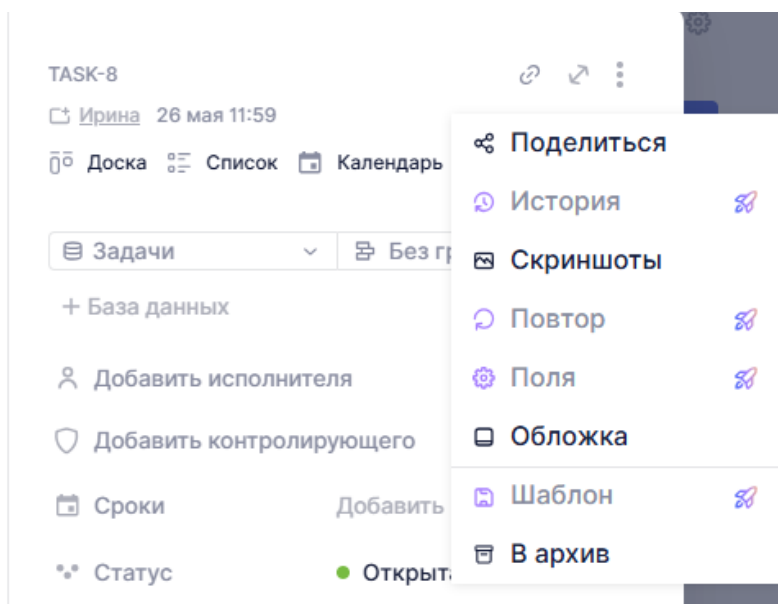 TASK-8
Ирина 26 мая 11:59
Доска Список Календарь
Задачи Без гр
+ База данных
Добавить исполнителя
Добавить контролирующего
Сроки Добавить
Статус Открыта
Поделиться
История
Скриншоты
Повтор
Поля
Обложка
Шаблон
В архив